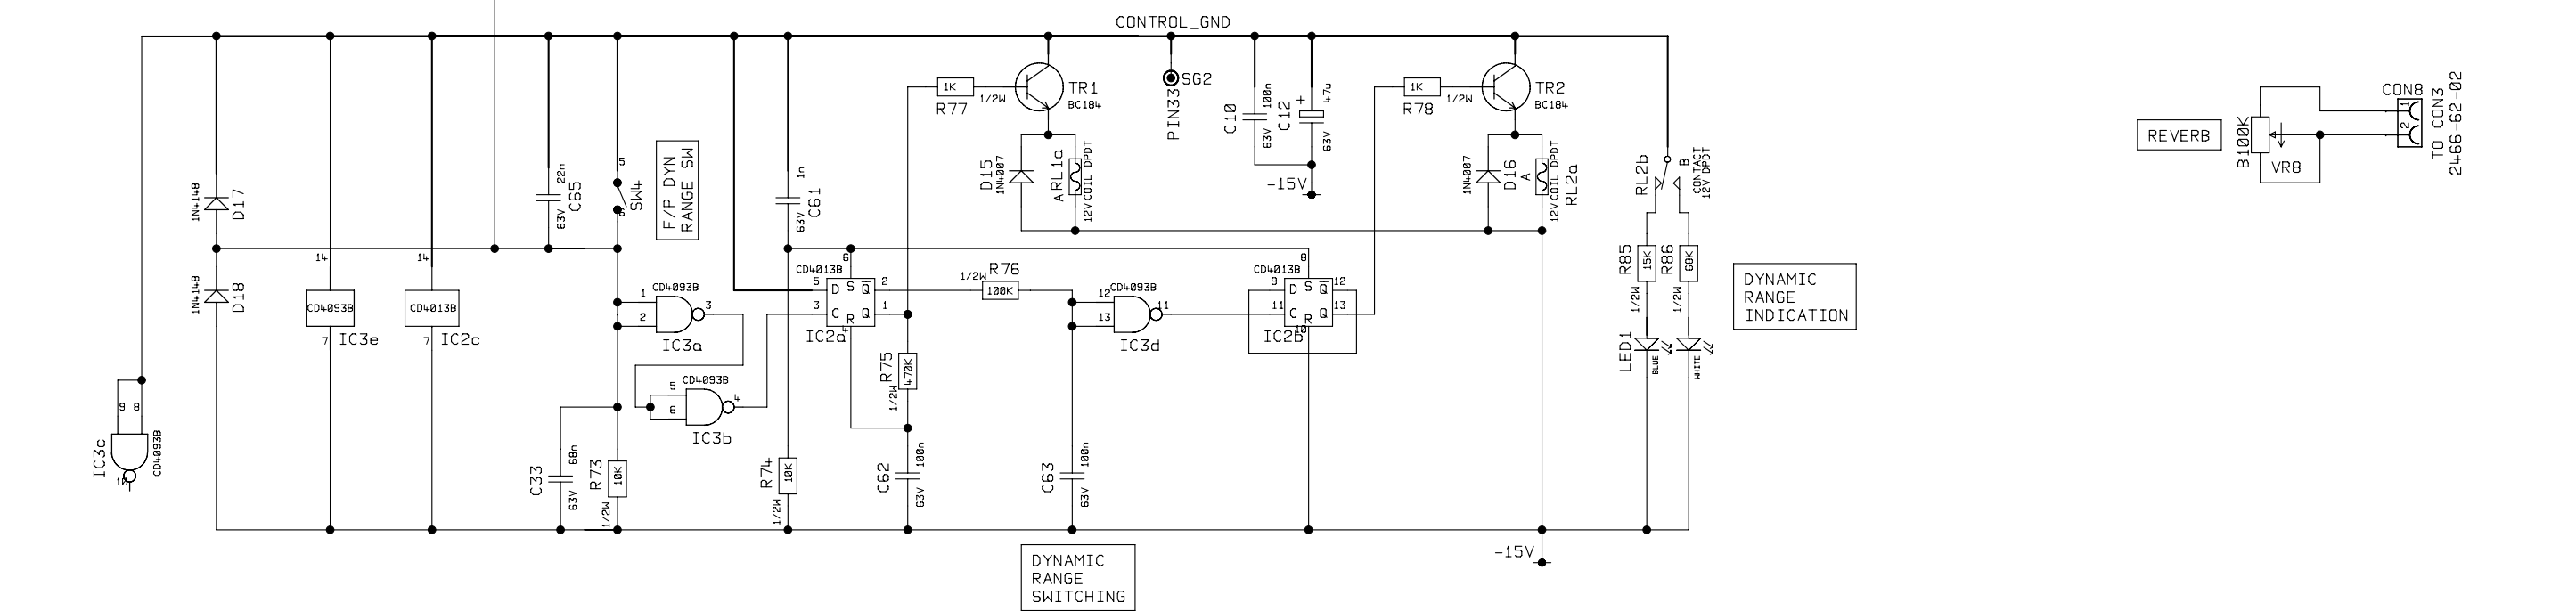 CONTROL_GND
1N4148
D17
1N4148
D18
14
CD4093B
7
IC3e
14
CD4013B
7
IC2c
9
8
IC3c
CD4093B
10
22n
C65
63V
5
SW4
6
F/P DYN
RANGE SW
1n
C61
63V
1
2
CD4093B
3
IC3a
CD4093B
5
6
4
IC3b
68n
C33
63V
R73
10K
1/2W
R74
10K
1/2W
CD4013B
6
5
D
S
Q
2
3
C
R
Q
1
4
IC2a
R75
470K
1/2W
C62
100n
63V
1K
R77
1/2W
TR1
BC184
D15
1N4007
A
RL1a
12V
COIL DPDT
SG2
PIN33
C10
100n
63V
C12
+
47u
63V
-15V
1K
R78
1/2W
TR2
BC184
1N4007
D16
A
12V
COIL DPDT
RL2a
R76
1/2W
100K
CD4093B
12
13
11
IC3d
C63
100n
63V
CD4013B
8
9
D
S
Q
12
11
C
R
Q
13
10
IC2b
RL2b
B
CONTACT
12V DPDT
R85
15K
1/2W
R86
68K
1/2W
LED1
BLUE
WHITE
DYNAMIC
RANGE
INDICATION
-15V
DYNAMIC
RANGE
SWITCHING
REVERB
B100K
VR8
CON8
1
2
TO CON3
2466-62-02